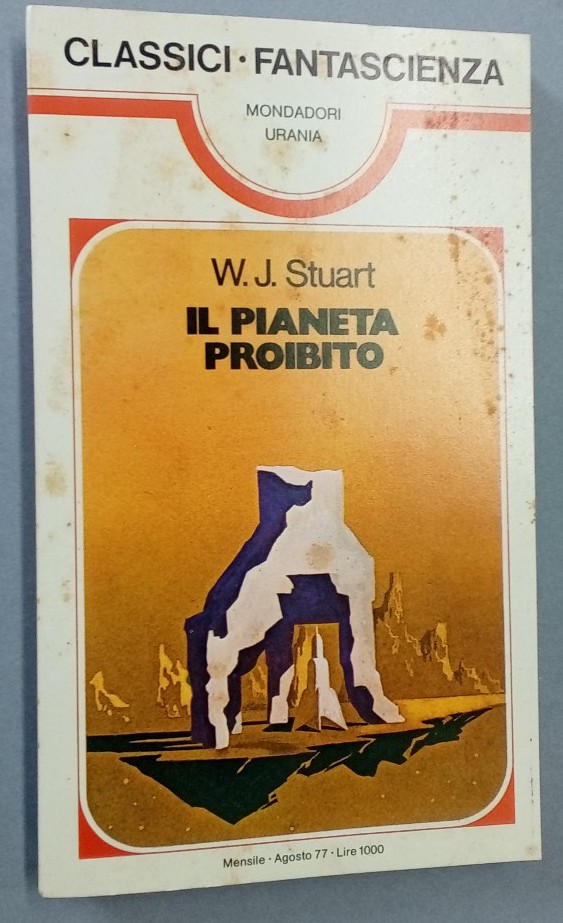 CLASSICI · FANTASCIENZA
MONDADORI
URANIA
W. J. Stuart
IL PIANETA
PROIBITO
Mensile · Agosto 77 · Lire 1000